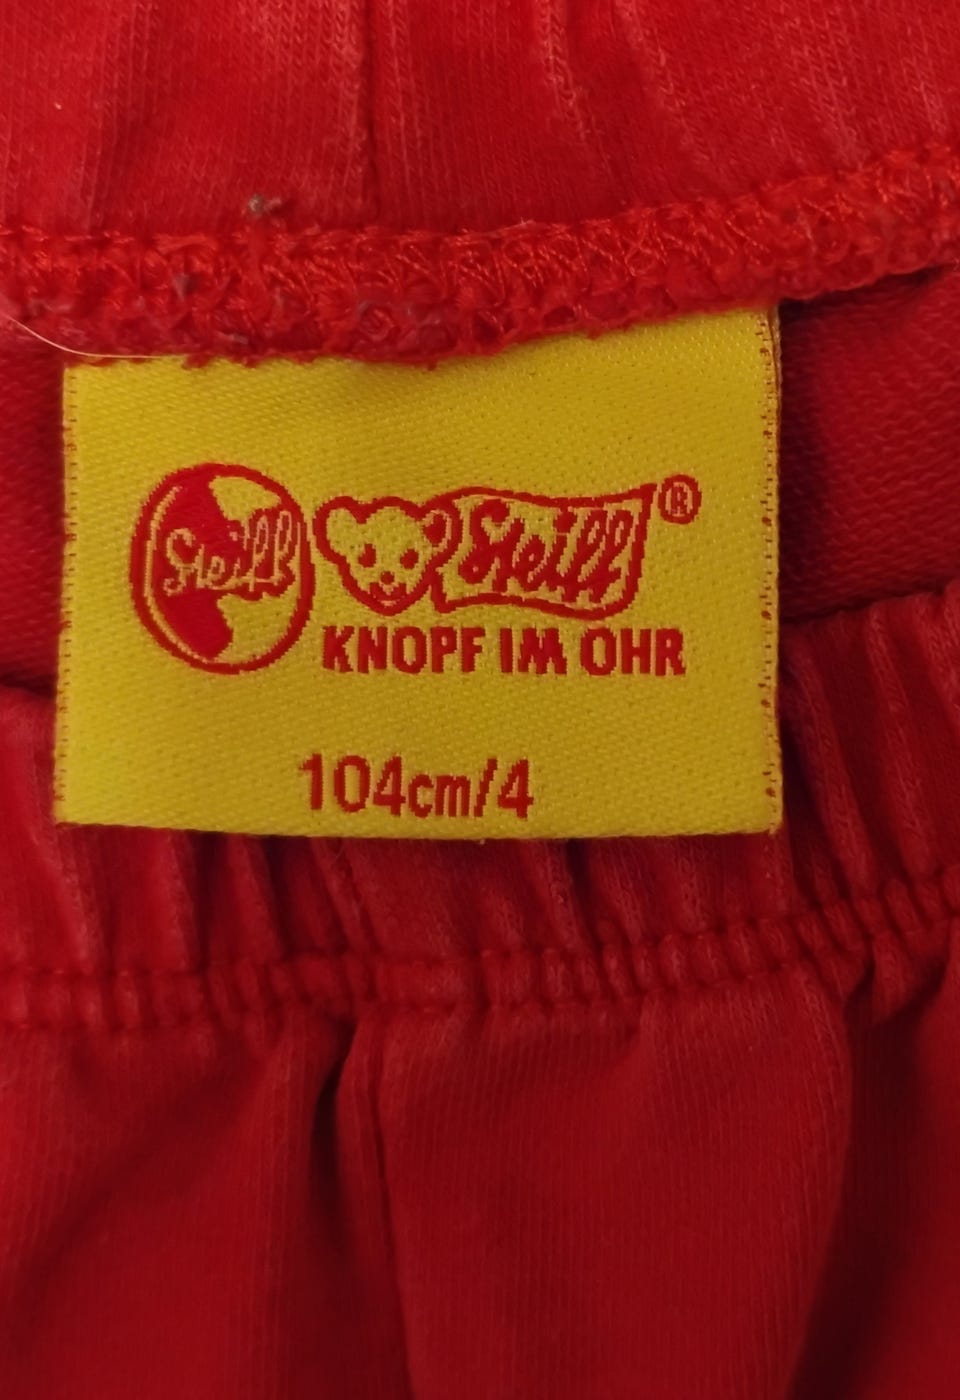 Steiff Steiff ®
KNOPF IM OHR
104cm/4